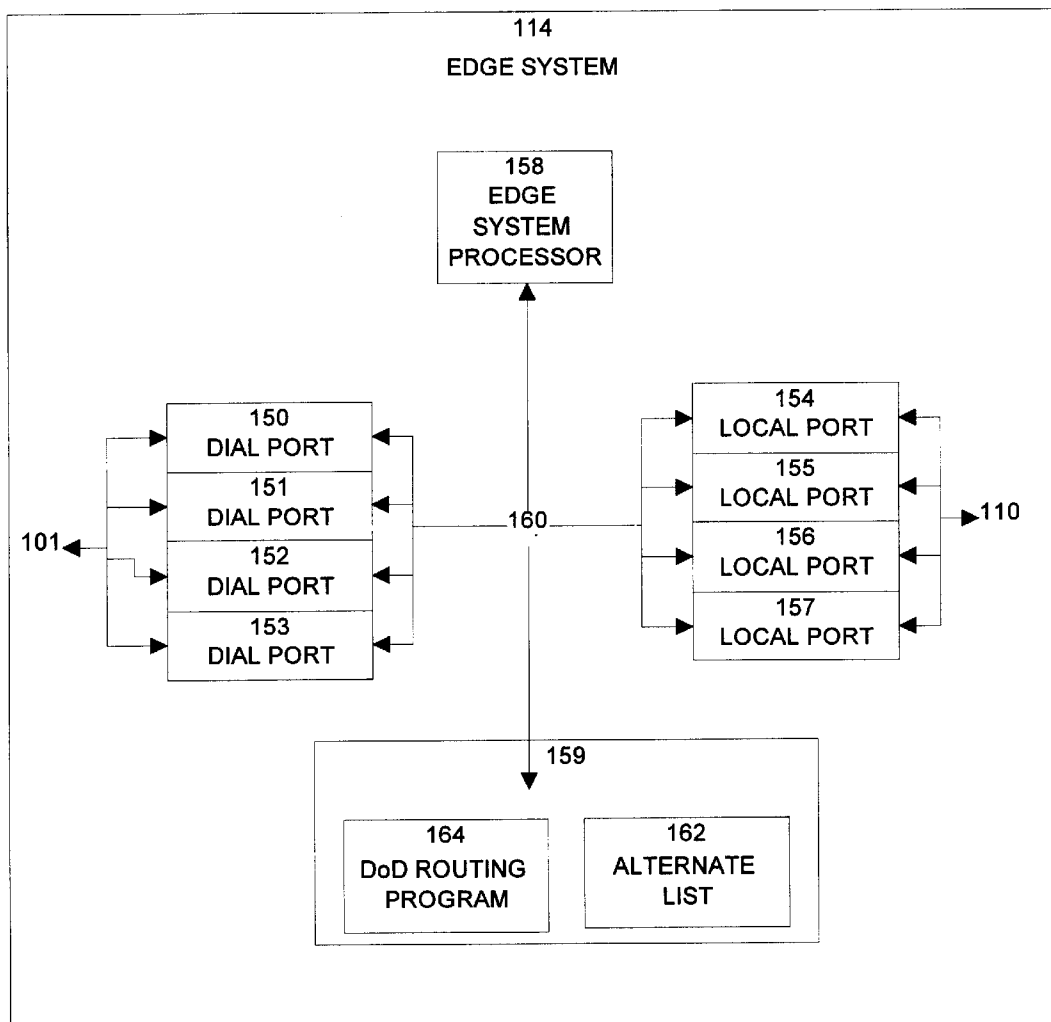 114
EDGE SYSTEM
158
EDGE
SYSTEM
PROCESSOR
150
DIAL PORT
151
DIAL PORT
152
DIAL PORT
153
DIAL PORT
101
160
154
LOCAL PORT
155
LOCAL PORT
156
LOCAL PORT
157
LOCAL PORT
110
159
164
DoD ROUTING
PROGRAM
162
ALTERNATE
LIST